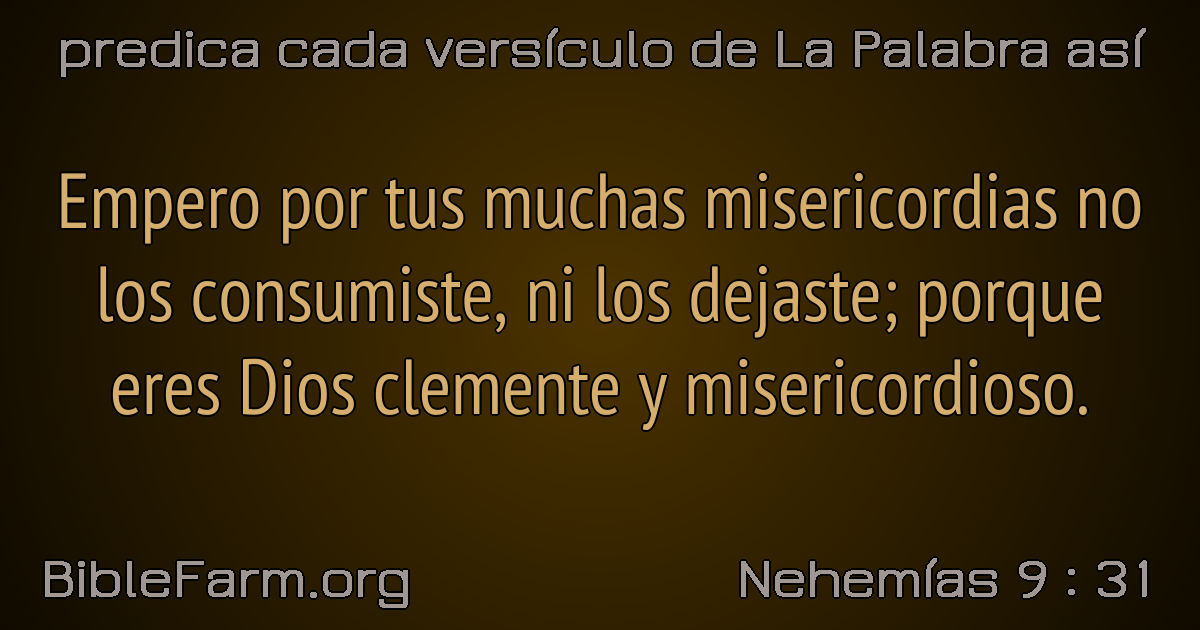 predica cada versículo de La Palabra así
Empero por tus muchas misericordias no
los consumiste, ni los dejaste; porque
eres Dios clemente y misericordioso.
BibleFarm.org
Nehemías 9 : 31